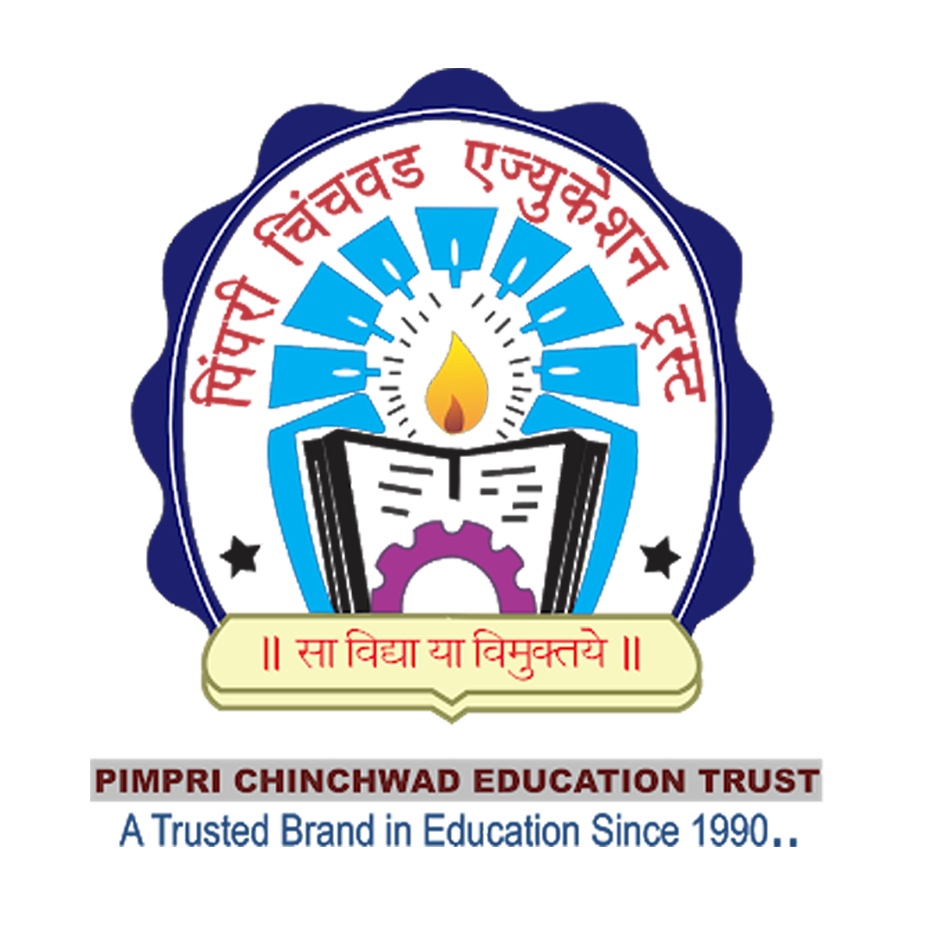 पिंपरी चिंचवड एज्युकेशन ट्रस्ट
|| सा विद्या या विमुक्तये ||
PIMPRI CHINCHWAD EDUCATION TRUST
A Trusted Brand in Education Since 1990..